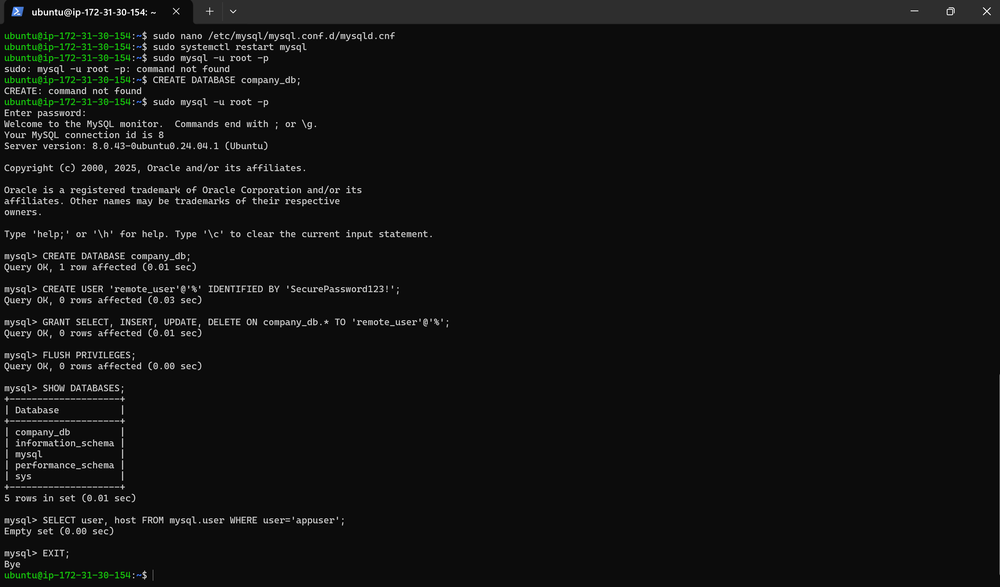 ubuntu@ip-172-31-30-154: ~
ubuntu@ip-172-31-30-154:~$ sudo nano /etc/mysql/mysql.conf.d/mysqld.cnf
ubuntu@ip-172-31-30-154:~$ sudo systemctl restart mysql
ubuntu@ip-172-31-30-154:~$ sudo mysql -u root -p
sudo: mysql -u root -p: command not found
ubuntu@ip-172-31-30-154:~$ CREATE DATABASE company_db;
CREATE: command not found
ubuntu@ip-172-31-30-154:~$ sudo mysql -u root -p
Enter password:
Welcome to the MySQL monitor.  Commands end with ; or \g.
Your MySQL connection id is 8
Server version: 8.0.43-0ubuntu0.24.04.1 (Ubuntu)

Copyright (c) 2000, 2025, Oracle and/or its affiliates.

Oracle is a registered trademark of Oracle Corporation and/or its
affiliates. Other names may be trademarks of their respective
owners.

Type 'help;' or '\h' for help. Type '\c' to clear the current input statement.

mysql> CREATE DATABASE company_db;
Query OK, 1 row affected (0.01 sec)

mysql> CREATE USER 'remote_user'@'%' IDENTIFIED BY 'SecurePassword123!';
Query OK, 0 rows affected (0.03 sec)

mysql> GRANT SELECT, INSERT, UPDATE, DELETE ON company_db.* TO 'remote_user'@'%';
Query OK, 0 rows affected (0.01 sec)

mysql> FLUSH PRIVILEGES;
Query OK, 0 rows affected (0.00 sec)

mysql> SHOW DATABASES;
+--------------------+
| Database           |
+--------------------+
| company_db         |
| information_schema |
| mysql              |
| performance_schema |
| sys                |
+--------------------+
5 rows in set (0.01 sec)

mysql> SELECT user, host FROM mysql.user WHERE user='appuser';
Empty set (0.00 sec)

mysql> EXIT;
Bye
ubuntu@ip-172-31-30-154:~$